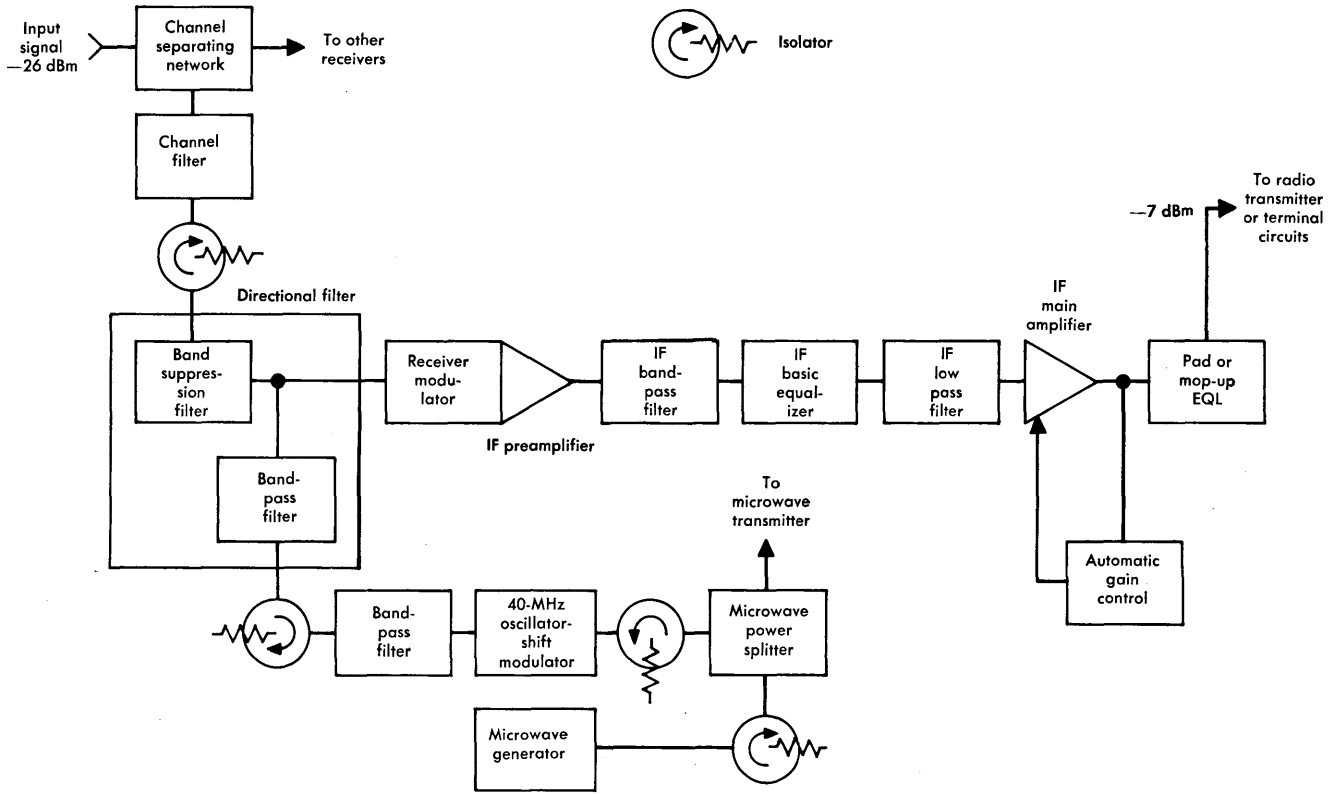 Input
signal
—26 dBm
Channel
separating
network
To other
receivers
Isolator
Channel
filter
Directional filter
Band
suppres-
sion
filter
Receiver
modu-
lator
IF preamplifier
IF
band-
pass
filter
IF
basic
equal-
izer
IF
low
pass
filter
IF
main
amplifier
Pad or
mop-up
EQL
—7 dBm
To radio
transmitter
or terminal
circuits
Band-
pass
filter
To
microwave
transmitter
Automatic
gain
control
Band-
pass
filter
40-MHz
oscillator-
shift
modulator
Microwave
power
splitter
Microwave
generator